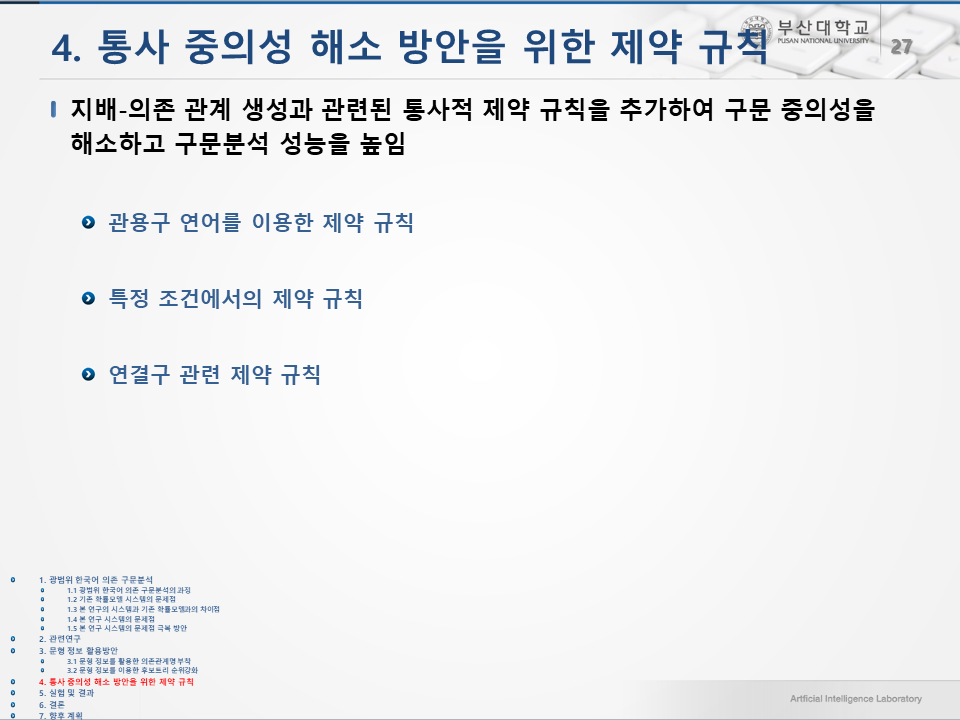 4. 통사 중의성 해소 방안을 위한 제약 규칙
부산대학교
PUSAN NATIONAL UNIVERSITY
27
지배-의존 관계 생성과 관련된 통사적 제약 규칙을 추가하여 구문 중의성을
해소하고 구문분석 성능을 높임
관용구 연어를 이용한 제약 규칙
특정 조건에서의 제약 규칙
연결구 관련 제약 규칙
1. 광범위 한국어 의존 구문분석
1.1 광범위 한국어 의존 구문분석의 과정
1.2 기존 확률모델 시스템의 문제점
1.3 본 연구의 시스템과 기존 확률모델과의 차이점
1.4 본 연구 시스템의 문제점
1.5 본 연구 시스템의 문제점 극복 방안
2. 관련연구
3. 문형 정보 활용방안
3.1 문형 정보를 활용한 의존관계명 부착
3.2 문형 정보를 이용한 후보트리 순위강화
4. 통사 중의성 해소 방안을 위한 제약 규칙
5. 실험 및 결과
6. 결론
7. 향후 계획
Artficial Intelligence Laboratory